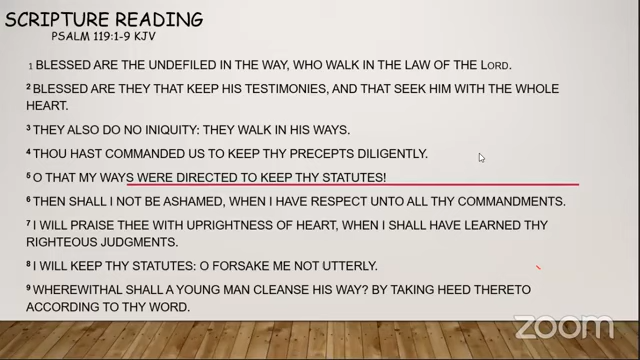 SCRIPTURE READING
PSALM 119:1-9 KJV
1 BLESSED ARE THE UNDEFILED IN THE WAY, WHO WALK IN THE LAW OF THE LORD.
2 BLESSED ARE THEY THAT KEEP HIS TESTIMONIES, AND THAT SEEK HIM WITH THE WHOLE
HEART.
3 THEY ALSO DO NO INIQUITY: THEY WALK IN HIS WAYS.
4 THOU HAST COMMANDED US TO KEEP THY PRECEPTS DILIGENTLY.
5 O THAT MY WAYS WERE DIRECTED TO KEEP THY STATUTES!
6 THEN SHALL I NOT BE ASHAMED, WHEN I HAVE RESPECT UNTO ALL THY COMMANDMENTS.
7 I WILL PRAISE THEE WITH UPRIGHTNESS OF HEART, WHEN I SHALL HAVE LEARNED THY
RIGHTEOUS JUDGMENTS.
8 I WILL KEEP THY STATUTES: O FORSAKE ME NOT UTTERLY.
9 WHEREWITHAL SHALL A YOUNG MAN CLEANSE HIS WAY? BY TAKING HEED THERETO
ACCORDING TO THY WORD.
zoom